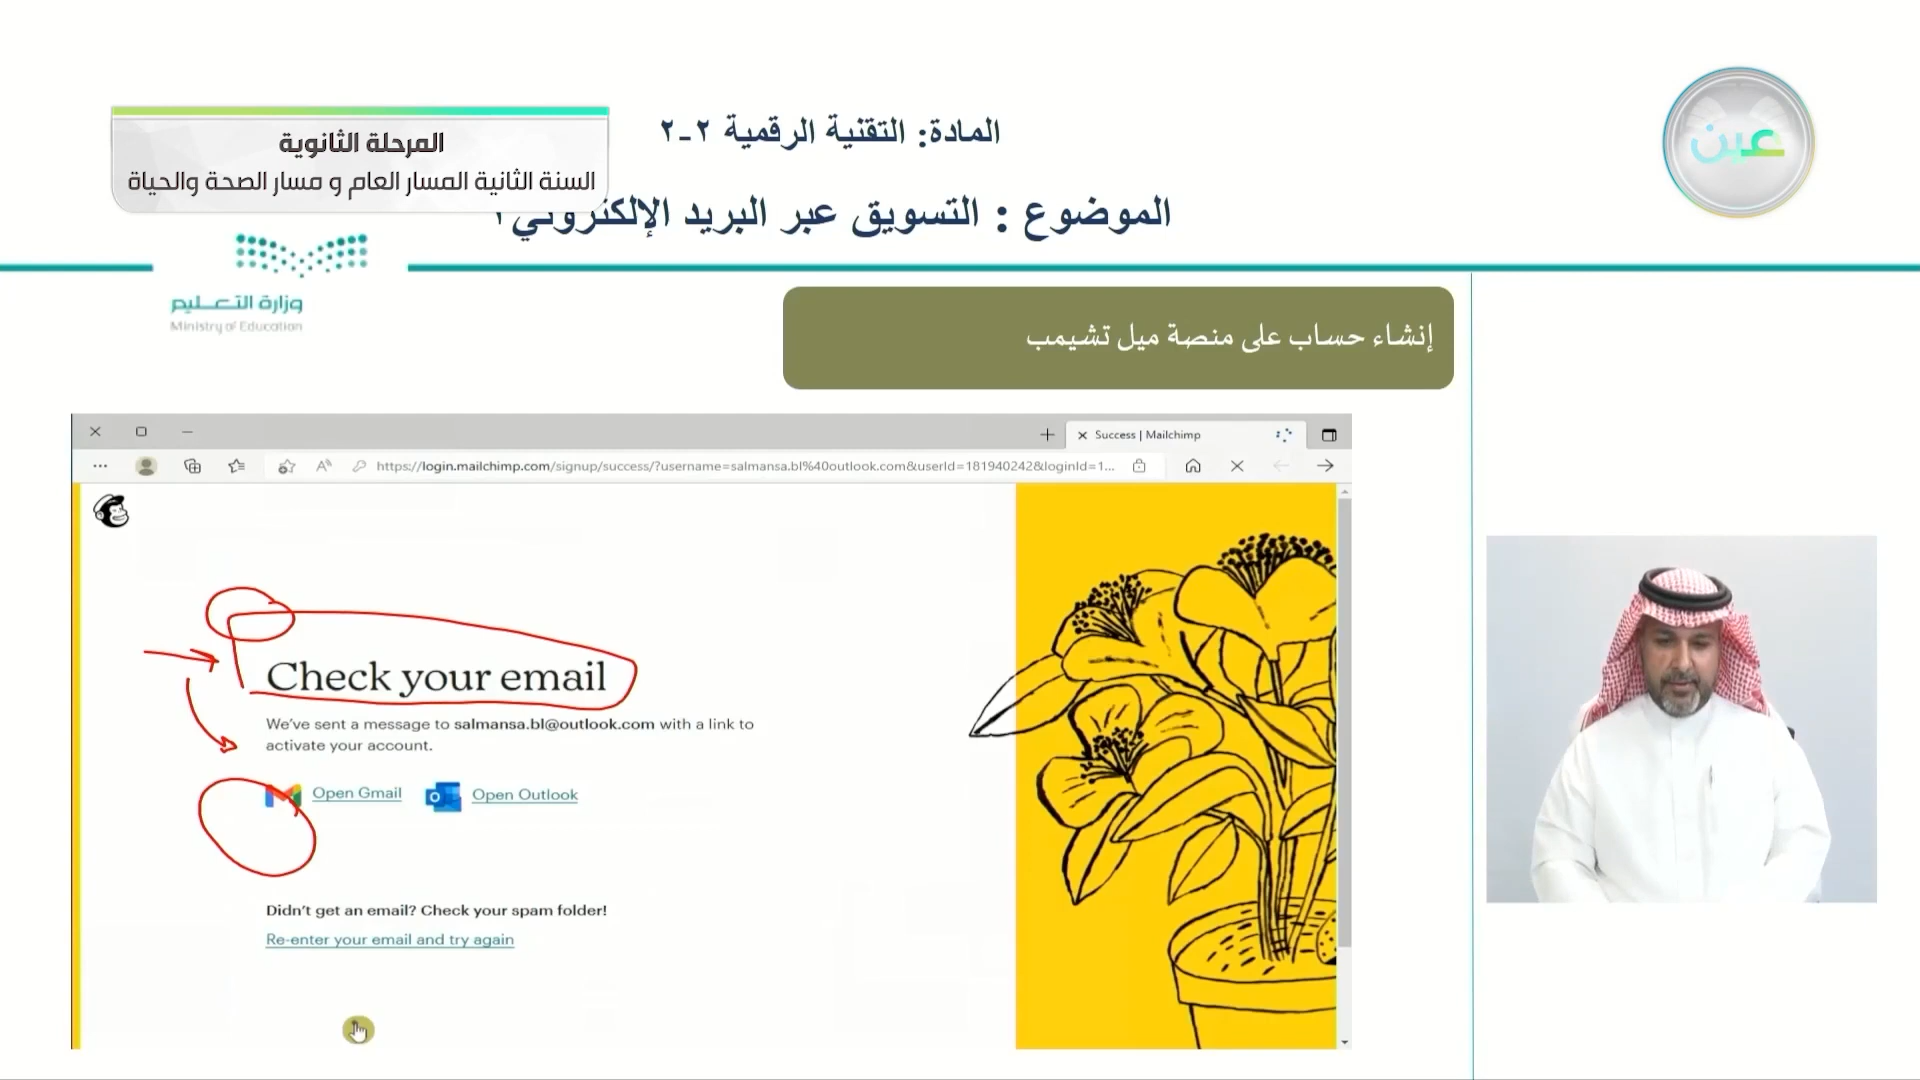 المرحلة الثانوية
السنة الثانية المسار العام و مسار الصحة والحياة
المادة: التقنية الرقمية ٢-٢
الموضوع : التسويق عبر البريد الإلكتروني
عين
وزارة التعليم
Ministry of Education
إنشاء حساب على منصة ميل تشيمب
Success | Mailchimp
https://login.mailchimp.com/signup/success/?username=salmansa.bl%40outlook.com&userId=181940242&loginId=1...
Check your email
We've sent a message to salmansa.bl@outlook.com with a link to
activate your account.
Open Gmail
Open Outlook
Didn't get an email? Check your spam folder!
Re-enter your email and try again